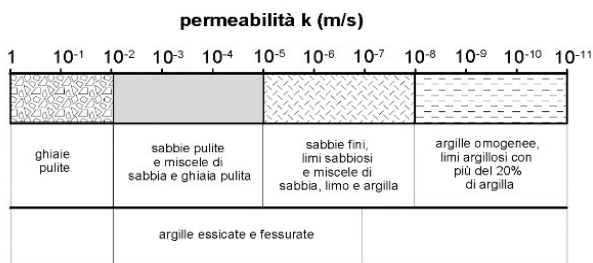 permeabilità k (m/s)
1 10-1 10-2 10-3 10-4 10-5 10-6 10-7 10-8 10-9 10-10 10-11
ghiaie
pulite
sabbie pulite
e miscele di
sabbia e ghiaia pulita
sabbie fini,
limi sabbiosi
e miscele di
sabbia, limo e argilla
argille omogenee,
limi argillosi con
più del 20%
di argilla
argille essicate e fessurate